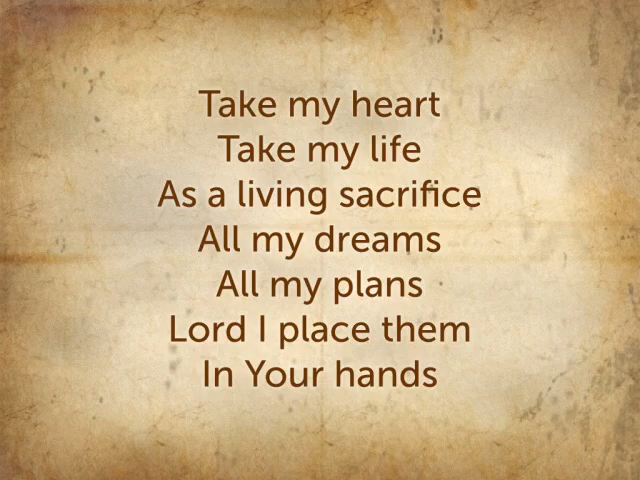 Take my heart
Take my life
As a living sacrifice
All my dreams
All my plans
Lord I place them
In Your hands